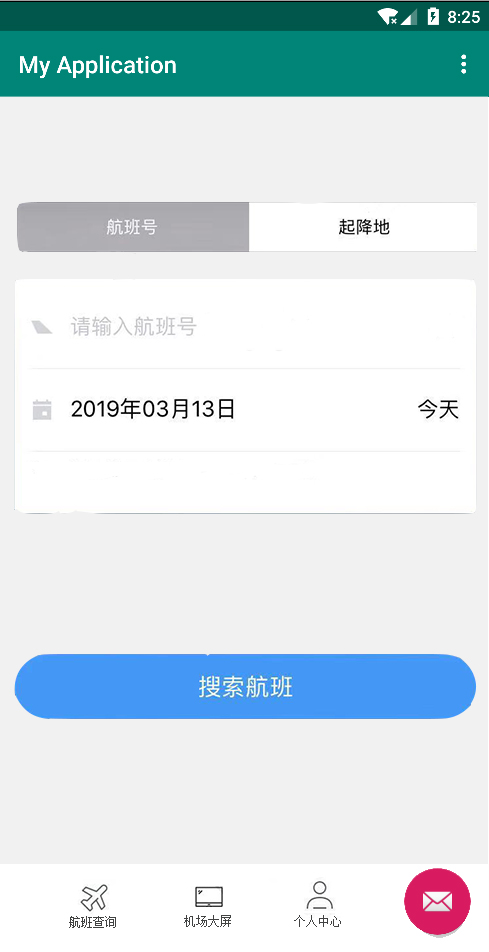 8:25
My Application
航班号 起降地
请输入航班号
2019年03月13日 今天
搜索航班
航班查询 机场大屏 个人中心